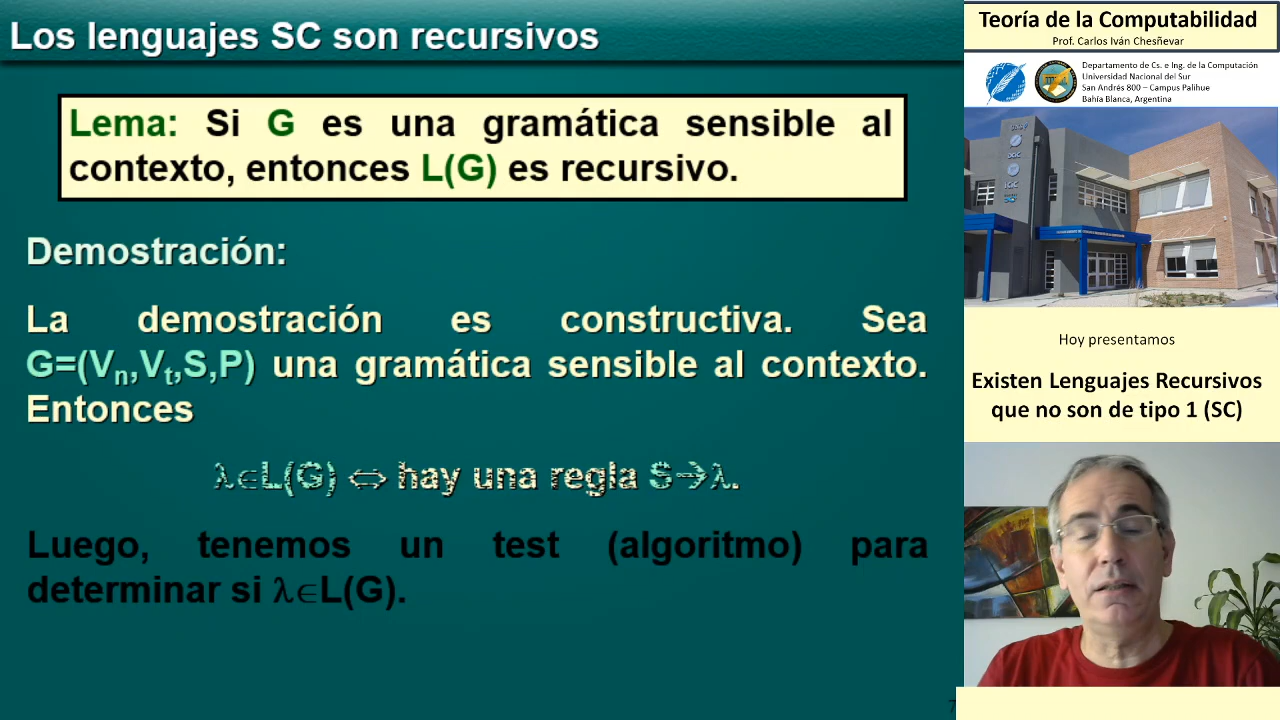 Los lenguajes SC son recursivos
Lema: Si G es una gramática sensible al
contexto, entonces L(G) es recursivo.
Demostración:
La demostración es constructiva. Sea
G=(Vn,Vt,S,P) una gramática sensible al contexto.
Entonces
λ∈L(G) ⇔ hay una regla S→λ.
Luego, tenemos un test (algoritmo) para
determinar si λ∈L(G).
7
Teoría de la Computabilidad
Prof. Carlos Iván Chesñevar
Departamento de Cs. e Ing. de la Computación
Universidad Nacional del Sur
San Andrés 800 – Campus Palihue
Bahía Blanca, Argentina
Hoy presentamos
Existen Lenguajes Recursivos
que no son de tipo 1 (SC)